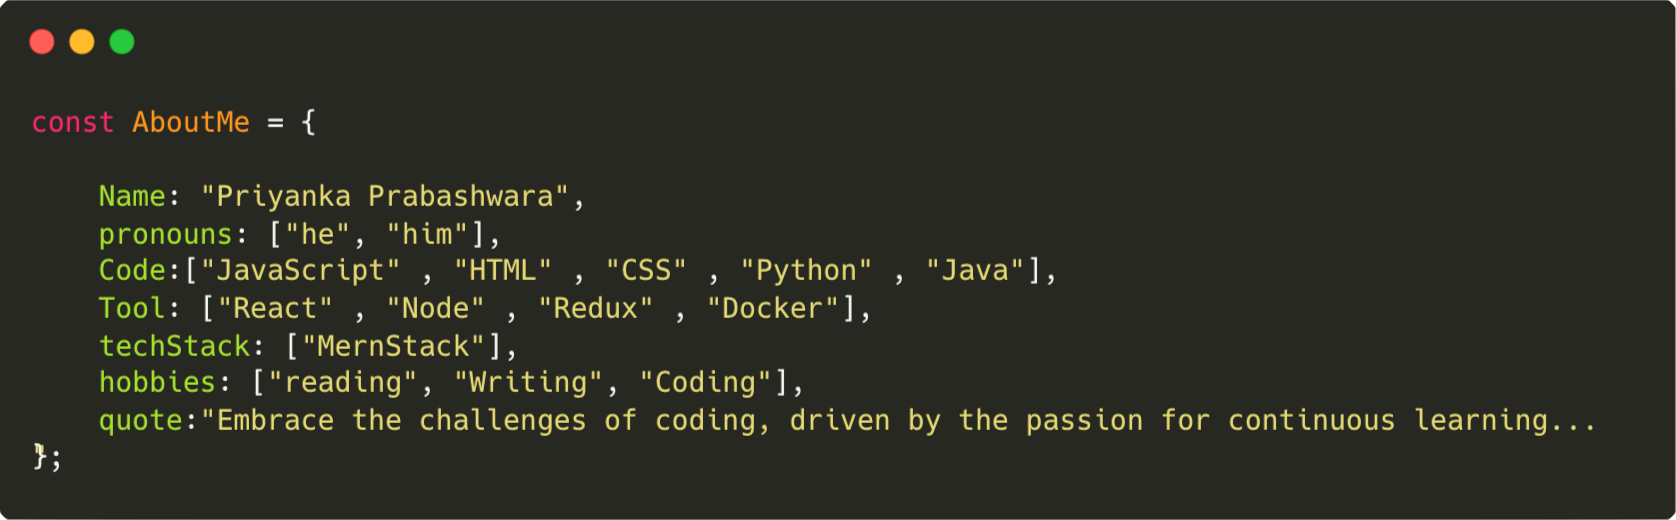 const AboutMe = {
Name: "Priyanka Prabashwara",
pronouns: ["he", "him"],
Code:["JavaScript" , "HTML" , "CSS" , "Python" , "Java"],
Tool: ["React" , "Node" , "Redux" , "Docker"],
techStack: ["MernStack"],
hobbies: ["reading", "Writing", "Coding"],
quote:"Embrace the challenges of coding, driven by the passion for continuous learning...
"
};